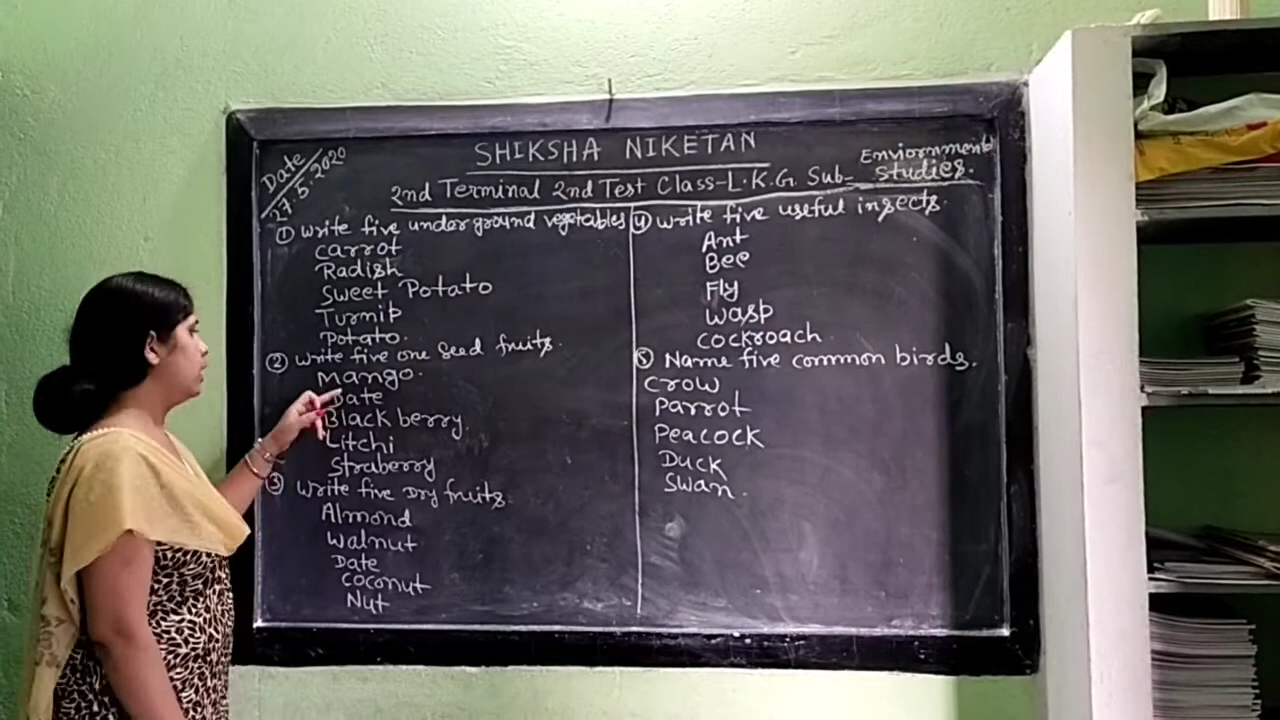 Date
27.5.2020
SHIKSHA NIKETAN
2nd Terminal 2nd Test Class-L.K.G. Sub- Enviornment Studies.
① Write five underground vegetables
Carrot
Radish
Sweet Potato
Turnip
Potato.
② Write five one seed fruits.
Mango.
Date
Black berry.
Litchi
Straberry
③ Write five Dry fruits.
Almond
Walnut
Date
Coconut
Nut
④ Write five useful insects.
Ant
Bee
Fly
Wasp
Cockroach.
⑤ Name five common birds.
Crow
Parrot
Peacock
Duck
Swan.